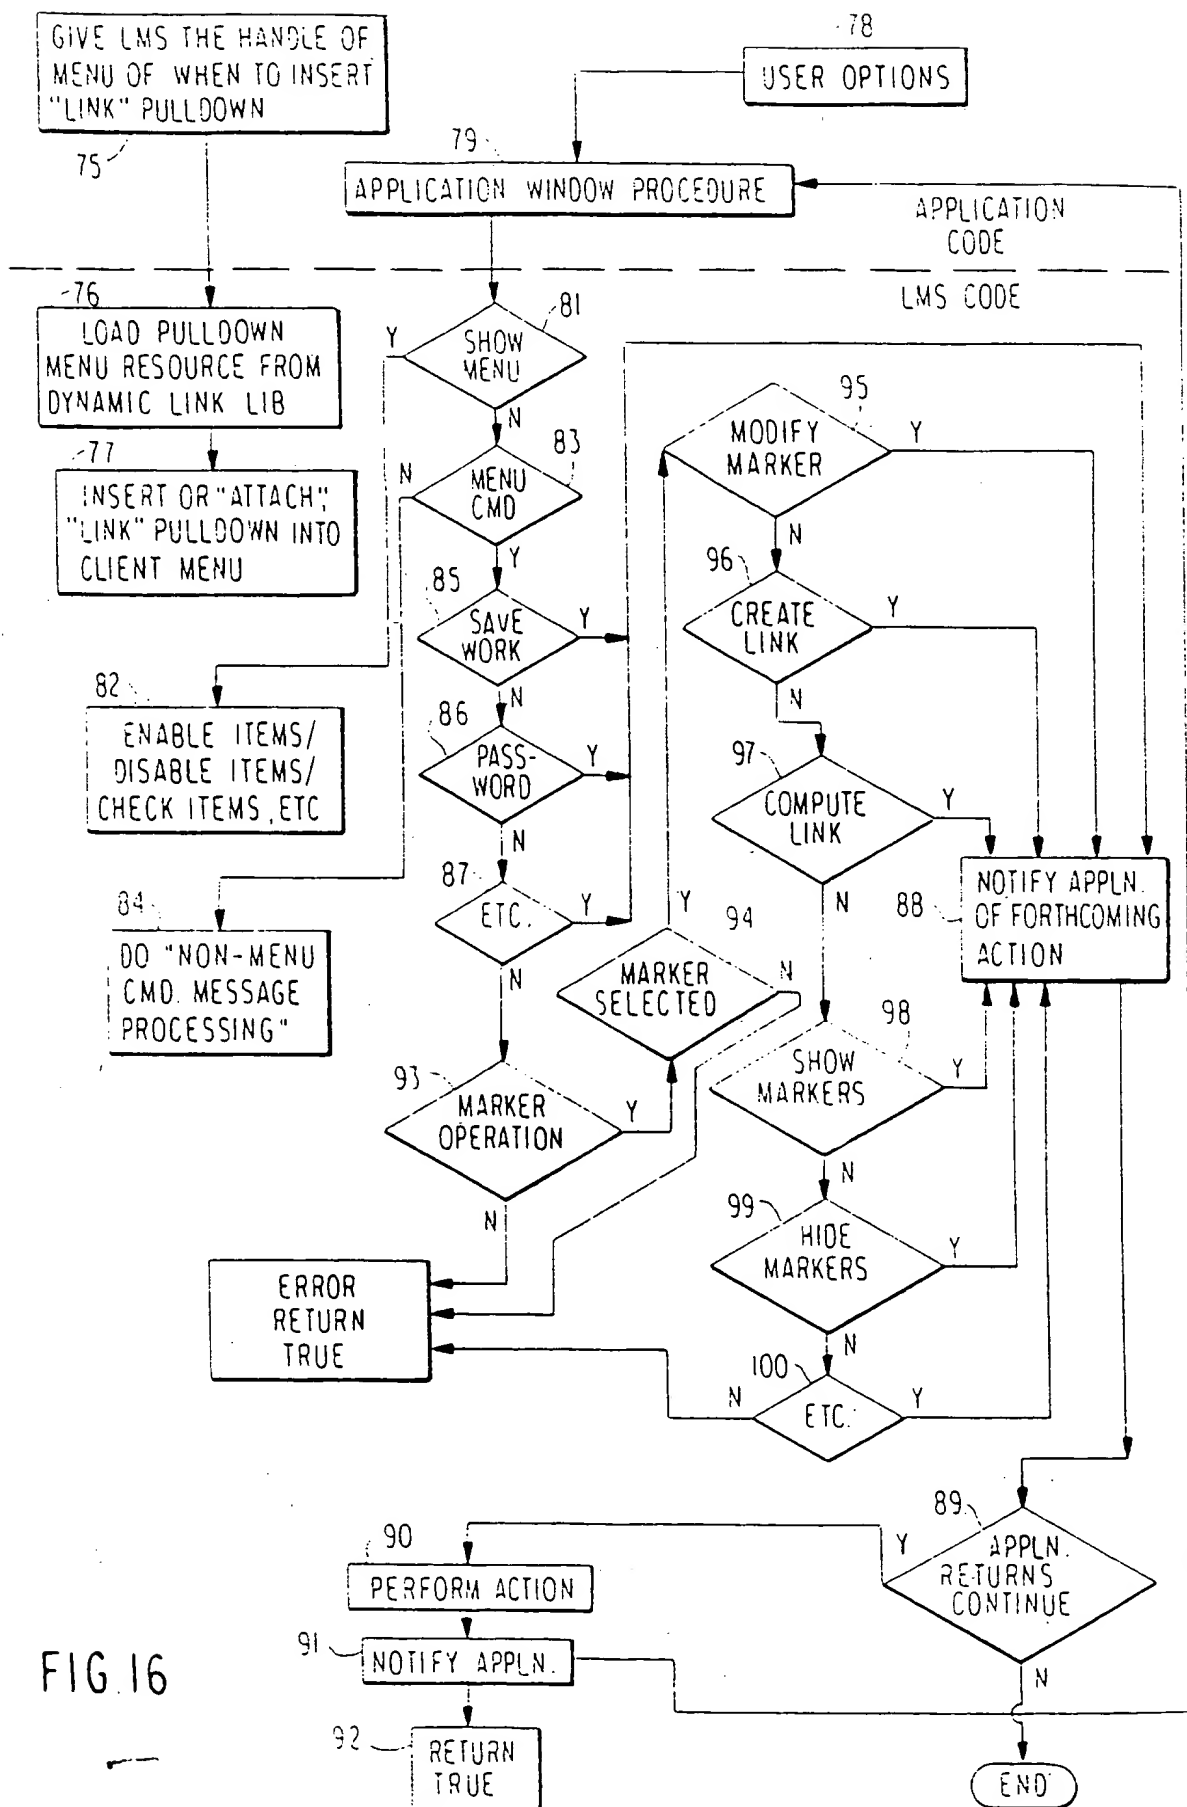 GIVE LMS THE HANDLE OF
MENU OF WHEN TO INSERT
"LINK" PULLDOWN
75
78
USER OPTIONS
79
APPLICATION WINDOW PROCEDURE
APPLICATION
CODE
LMS CODE
76
LOAD PULLDOWN
MENU RESOURCE FROM
DYNAMIC LINK LIB
77
INSERT OR "ATTACH",
"LINK" PULLDOWN INTO
CLIENT MENU
81
SHOW
MENU
Y
N
83
MENU
CMD
N
Y
85
SAVE
WORK
Y
N
86
PASS-
WORD
Y
N
87
ETC.
Y
N
82
ENABLE ITEMS/
DISABLE ITEMS/
CHECK ITEMS, ETC
84
DO "NON-MENU
CMD. MESSAGE
PROCESSING"
93
MARKER
OPERATION
Y
N
94
MARKER
SELECTED
Y
N
95
MODIFY
MARKER
Y
N
96
CREATE
LINK
Y
N
97
COMPUTE
LINK
Y
N
88
NOTIFY APPLN.
OF FORTHCOMING
ACTION
98
SHOW
MARKERS
Y
N
99
HIDE
MARKERS
Y
N
100
ETC.
N
Y
ERROR
RETURN
TRUE
89
APPLN.
RETURNS
CONTINUE
Y
N
90
PERFORM ACTION
91
NOTIFY APPLN.
92
RETURN
TRUE
END
FIG.16